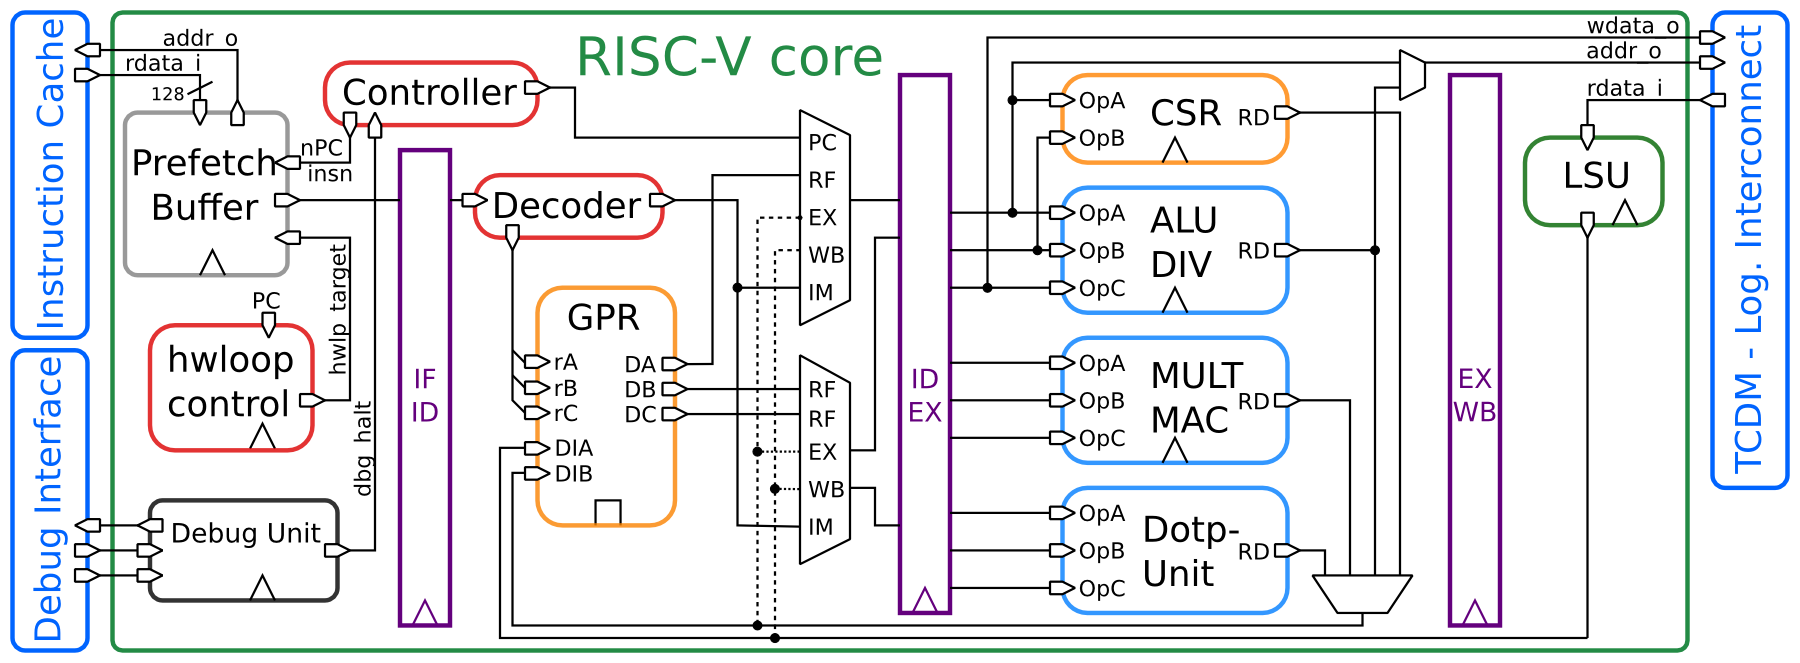 Instruction Cache
Debug Interface
RISC-V core
addr_o
rdata_i
128
Prefetch
Buffer
nPC
insn
Controller
hwlp target
PC
hwloop
control
dbg halt
Debug Unit
IF
ID
Decoder
GPR
rA
rB
rC
DIA
DIB
DA
DB
DC
PC
RF
EX
WB
IM
RF
RF
EX
WB
IM
ID
EX
OpA
OpB
CSR
RD
OpA
OpB
OpC
ALU
DIV
RD
OpA
OpB
OpC
MULT
MAC
RD
OpA
OpB
OpC
Dotp-
Unit
RD
EX
WB
wdata_o
addr_o
rdata_i
LSU
TCDM - Log. Interconnect